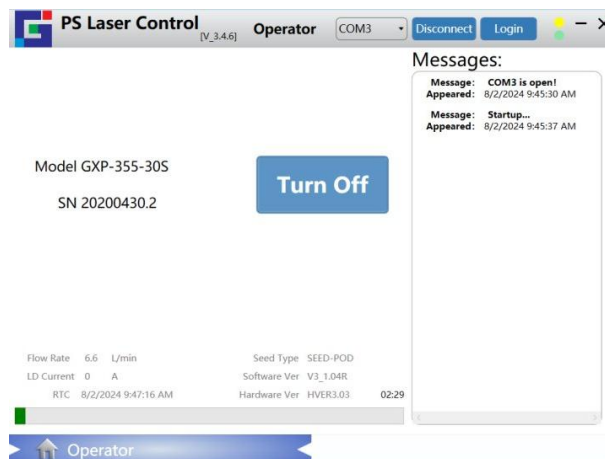 PS Laser Control [V_3.4.6] Operator COM3 Disconnect Login
Messages:
Message: COM3 is open!
Appeared: 8/2/2024 9:45:30 AM
Message: Startup...
Appeared: 8/2/2024 9:45:37 AM
Model GXP-355-30S
SN 20200430.2
Turn Off
Flow Rate 6.6 L/min Seed Type SEED-POD
LD Current 0 A Software Ver V3_1.04R
RTC 8/2/2024 9:47:16 AM Hardware Ver HVER3.03 02:29
Operator